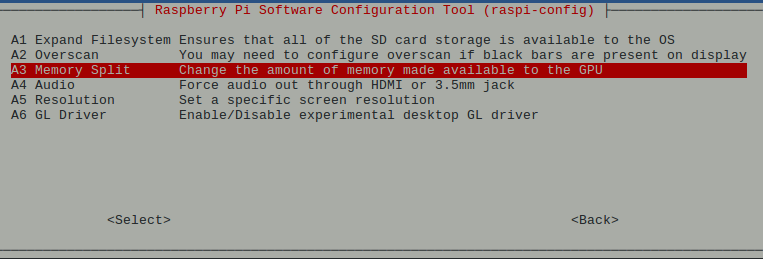 Raspberry Pi Software Configuration Tool (raspi-config)
A1 Expand Filesystem Ensures that all of the SD card storage is available to the OS
A2 Overscan You may need to configure overscan if black bars are present on display
A3 Memory Split Change the amount of memory made available to the GPU
A4 Audio Force audio out through HDMI or 3.5mm jack
A5 Resolution Set a specific screen resolution
A6 GL Driver Enable/Disable experimental desktop GL driver
<Select> <Back>